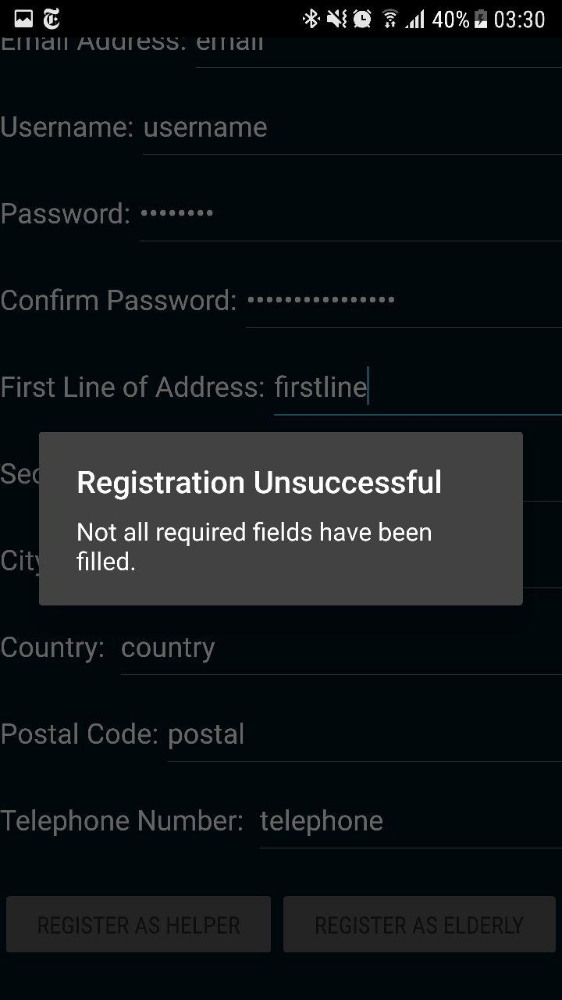 40% 03:30
Email Address: email
Username: username
Password: ••••••••
Confirm Password: ••••••••••••••••
First Line of Address: firstline
Sec
Registration Unsuccessful
Not all required fields have been
filled.
City
Country: country
Postal Code: postal
Telephone Number: telephone
REGISTER AS HELPER REGISTER AS ELDERLY